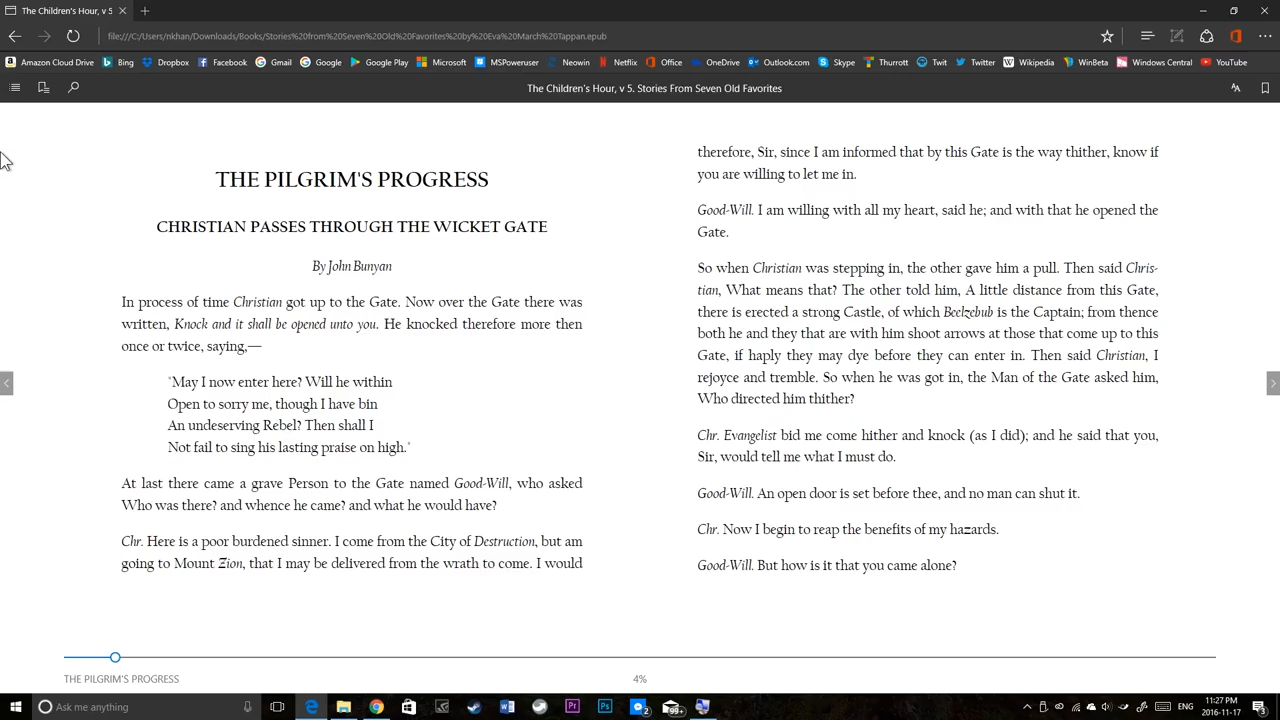 The Children's Hour, v 5
file:///C:/Users/nkhan/Downloads/Books/Stories%20from%20Seven%20Old%20Favorites%20by%20Eva%20March%20Tappan.epub
Amazon Cloud Drive Bing Dropbox Facebook Gmail Google Google Play Microsoft MSPoweruser Neowin Netflix Office OneDrive Outlook.com Skype Thurrott Twit Twitter Wikipedia WinBeta Windows Central YouTube
The Children's Hour, v 5. Stories From Seven Old Favorites
THE PILGRIM'S PROGRESS
CHRISTIAN PASSES THROUGH THE WICKET GATE
By John Bunyan
In process of time Christian got up to the Gate. Now over the Gate there was
written, Knock and it shall be opened unto you. He knocked therefore more then
once or twice, saying,—
"May I now enter here? Will he within
Open to sorry me, though I have bin
An undeserving Rebel? Then shall I
Not fail to sing his lasting praise on high."
At last there came a grave Person to the Gate named Good-Will, who asked
Who was there? and whence he came? and what he would have?
Chr. Here is a poor burdened sinner. I come from the City of Destruction, but am
going to Mount Zion, that I may be delivered from the wrath to come. I would
therefore, Sir, since I am informed that by this Gate is the way thither, know if
you are willing to let me in.
Good-Will. I am willing with all my heart, said he; and with that he opened the
Gate.
So when Christian was stepping in, the other gave him a pull. Then said Chris-
tian, What means that? The other told him, A little distance from this Gate,
there is erected a strong Castle, of which Beelzebub is the Captain; from thence
both he and they that are with him shoot arrows at those that come up to this
Gate, if haply they may dye before they can enter in. Then said Christian, I
rejoyce and tremble. So when he was got in, the Man of the Gate asked him,
Who directed him thither?
Chr. Evangelist bid me come hither and knock (as I did); and he said that you,
Sir, would tell me what I must do.
Good-Will. An open door is set before thee, and no man can shut it.
Chr. Now I begin to reap the benefits of my hazards.
Good-Will. But how is it that you came alone?
THE PILGRIM'S PROGRESS
4%
Ask me anything
2
99+
ENG
11:27 PM
2016-11-17